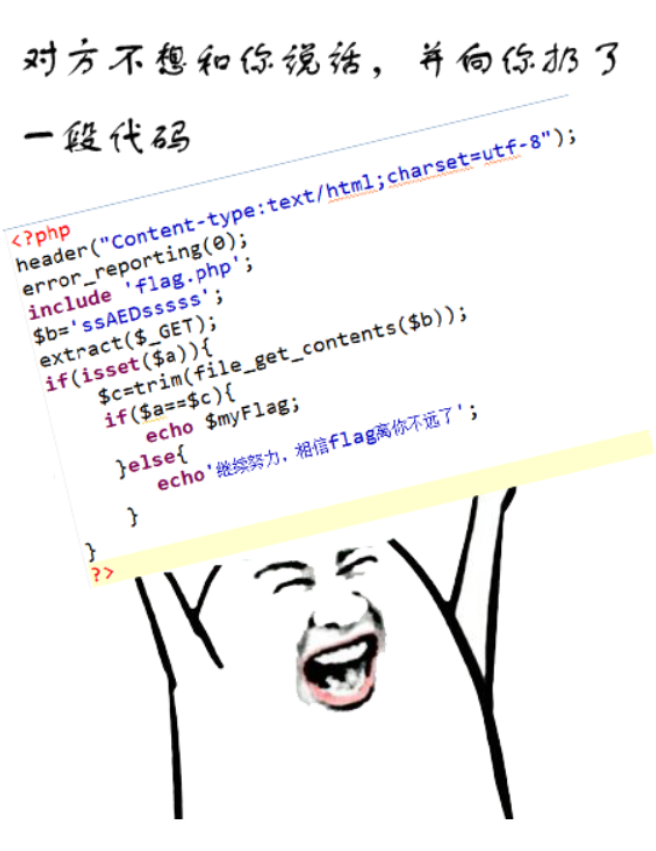 对方不想和你说话，并向你扔了
一段代码
<?php
header("Content-type:text/html;charset=utf-8");
error_reporting(0);
include 'flag.php';
$b='ssAEDsssss';
extract($_GET);
if(isset($a)){
$c=trim(file_get_contents($b));
if($a==$c){
echo $myFlag;
}else{
echo'继续努力，相信flag离你不远了';
}
}
?>